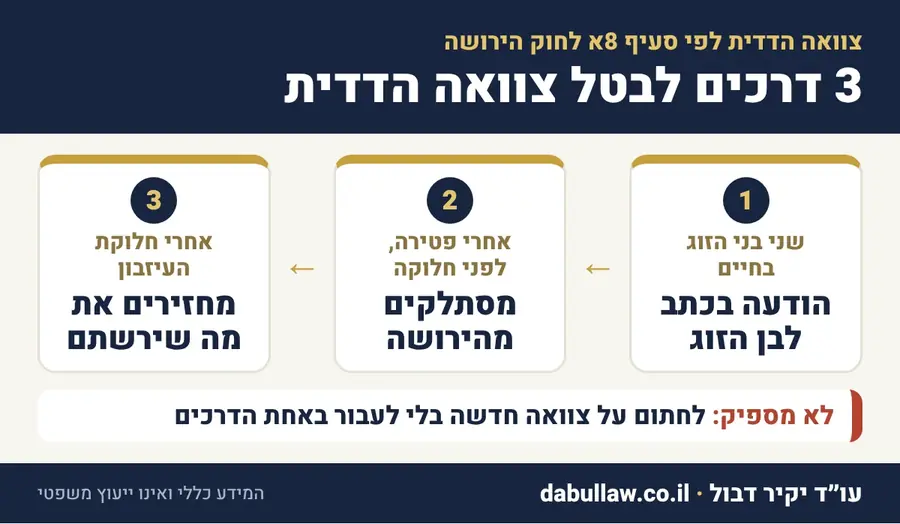 צוואה הדדית לפי סעיף 8א לחוק הירושה
3 דרכים לבטל צוואה הדדית
1
שני בני הזוג
בחיים
הודעה בכתב
לבן הזוג
←
2
אחרי פטירה,
לפני חלוקה
מסתלקים
מהירושה
←
3
אחרי חלוקת
העיזבון
מחזירים את
מה שירשתם
לא מספיק: לחתום על צוואה חדשה בלי לעבור באחת הדרכים
עו״ד יקיר דבול · dabullaw.co.il
המידע כללי ואינו ייעוץ משפטי